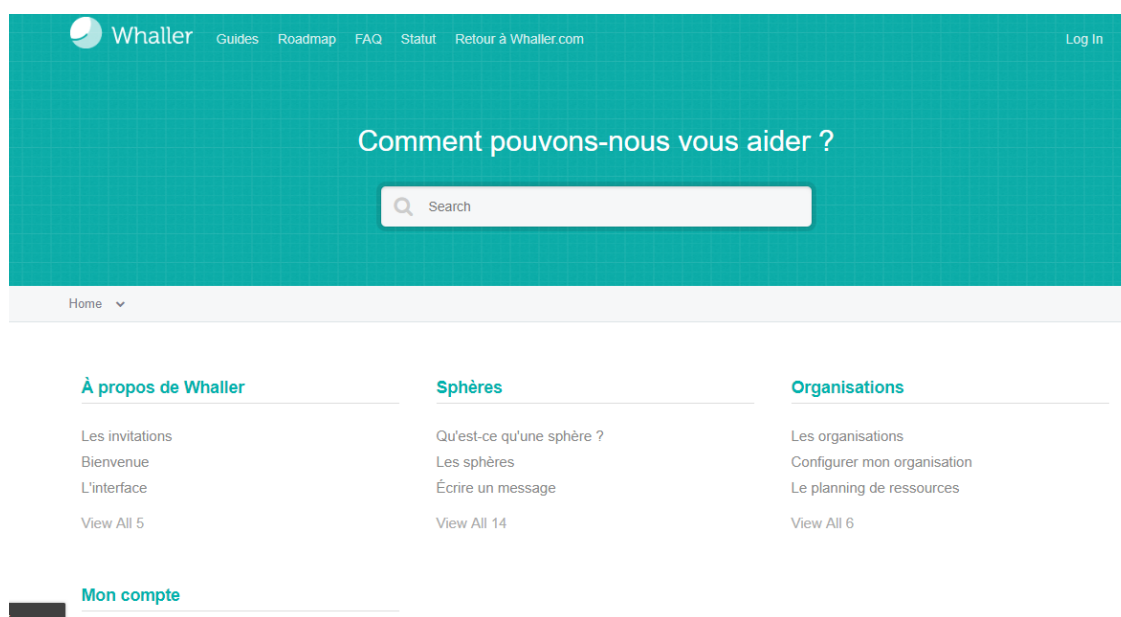 Whaller Guides Roadmap FAQ Statut Retour à Whaller.com Log In
Comment pouvons-nous vous aider ?
Search
Home
À propos de Whaller
Les invitations
Bienvenue
L'interface
View All 5
Sphères
Qu'est-ce qu'une sphère ?
Les sphères
Écrire un message
View All 14
Organisations
Les organisations
Configurer mon organisation
Le planning de ressources
View All 6
Mon compte